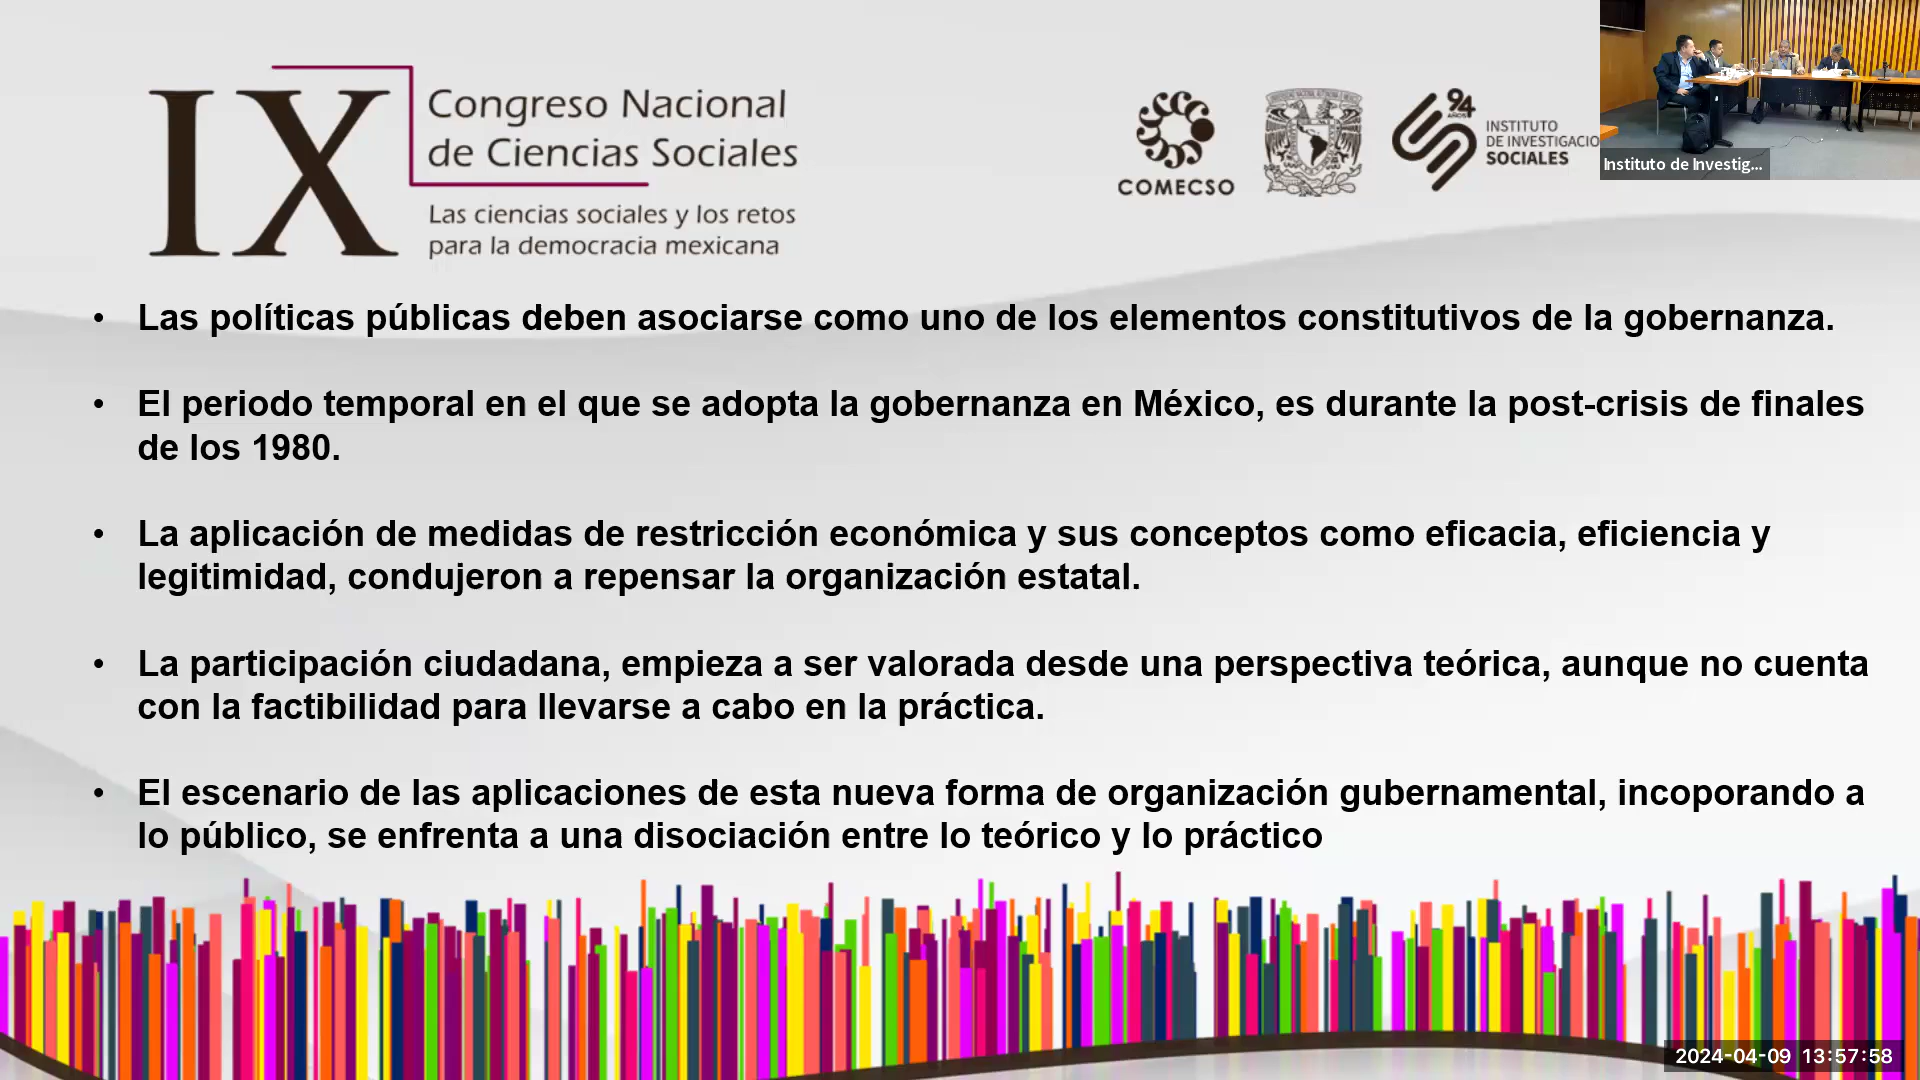 IX
Congreso Nacional
de Ciencias Sociales
Las ciencias sociales y los retos
para la democracia mexicana
COMECSO
94
AÑOS
INSTITUTO
DE INVESTIGACIO
SOCIALES
Instituto de Investig...
• Las políticas públicas deben asociarse como uno de los elementos constitutivos de la gobernanza.
• El periodo temporal en el que se adopta la gobernanza en México, es durante la post-crisis de finales
de los 1980.
• La aplicación de medidas de restricción económica y sus conceptos como eficacia, eficiencia y
legitimidad, condujeron a repensar la organización estatal.
• La participación ciudadana, empieza a ser valorada desde una perspectiva teórica, aunque no cuenta
con la factibilidad para llevarse a cabo en la práctica.
• El escenario de las aplicaciones de esta nueva forma de organización gubernamental, incoporando a
lo público, se enfrenta a una disociación entre lo teórico y lo práctico
2024-04-09 13:57:58